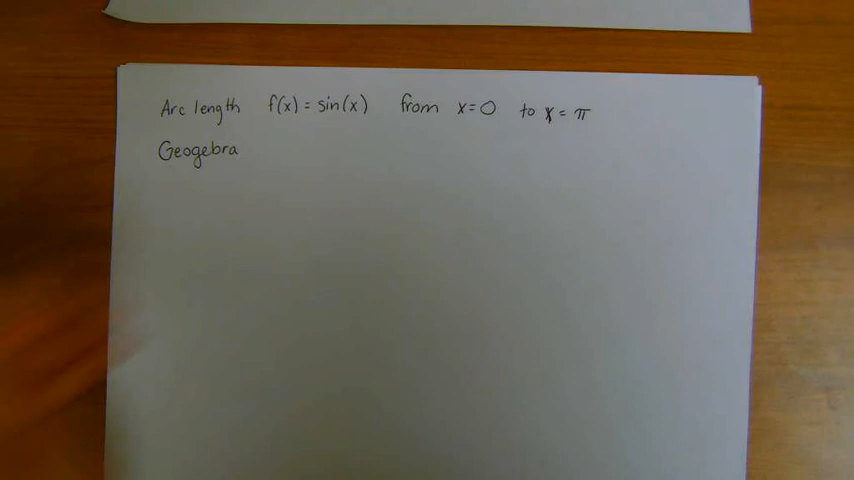 Arc length f(x) = sin(x) from x=0 to x = π
Geogebra